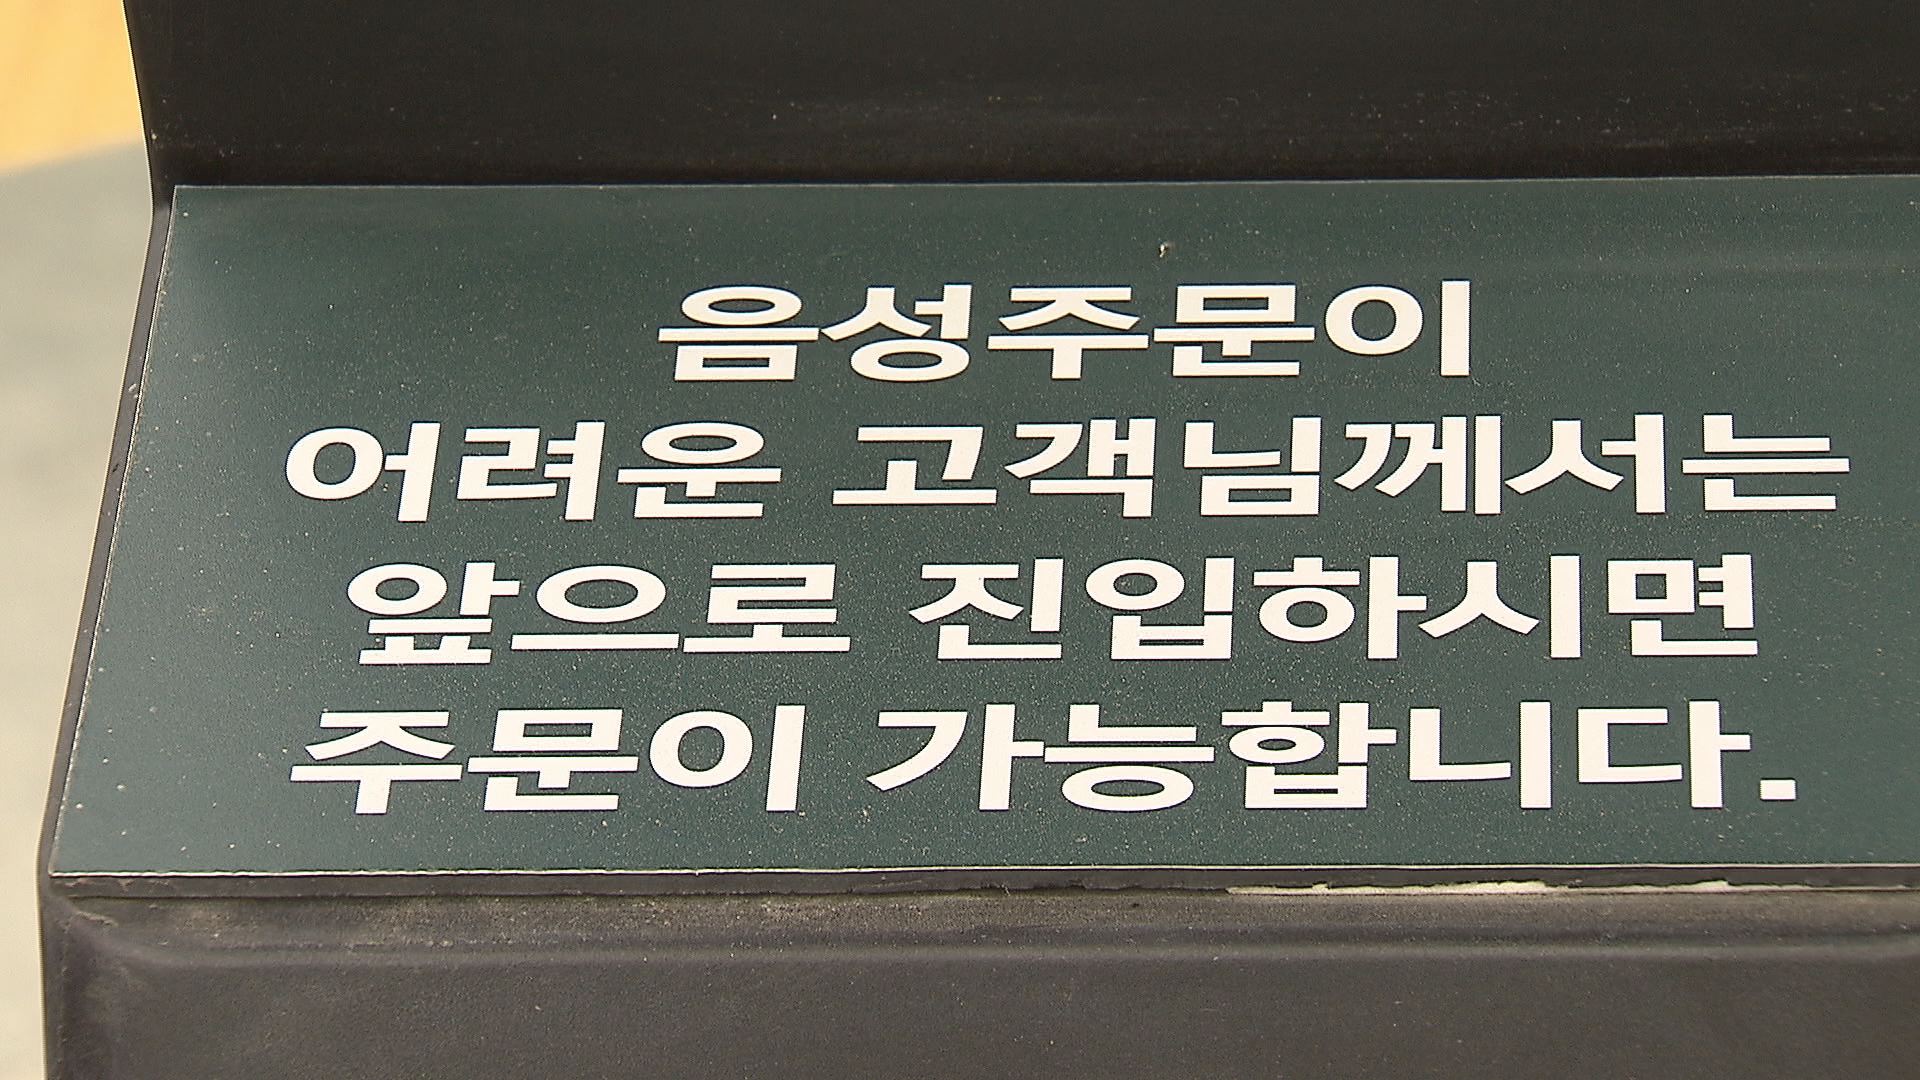 음성주문이
어려운 고객님께서는
앞으로 진입하시면
주문이 가능합니다.